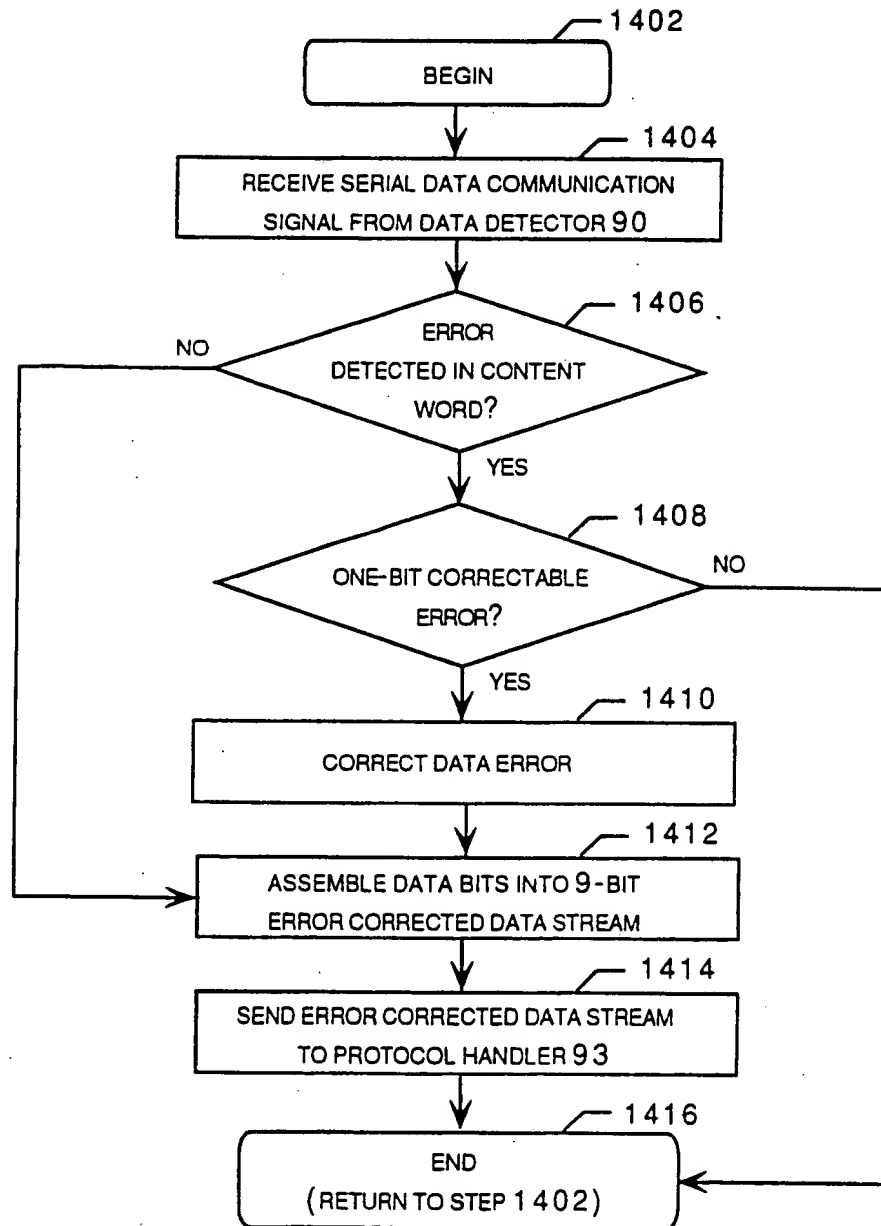 1402
BEGIN
1404
RECEIVE SERIAL DATA COMMUNICATION
SIGNAL FROM DATA DETECTOR 90
1406
NO
ERROR
DETECTED IN CONTENT
WORD?
YES
1408
NO
ONE-BIT CORRECTABLE
ERROR?
YES
1410
CORRECT DATA ERROR
1412
ASSEMBLE DATA BITS INTO 9-BIT
ERROR CORRECTED DATA STREAM
1414
SEND ERROR CORRECTED DATA STREAM
TO PROTOCOL HANDLER 93
1416
END
(RETURN TO STEP 1402)